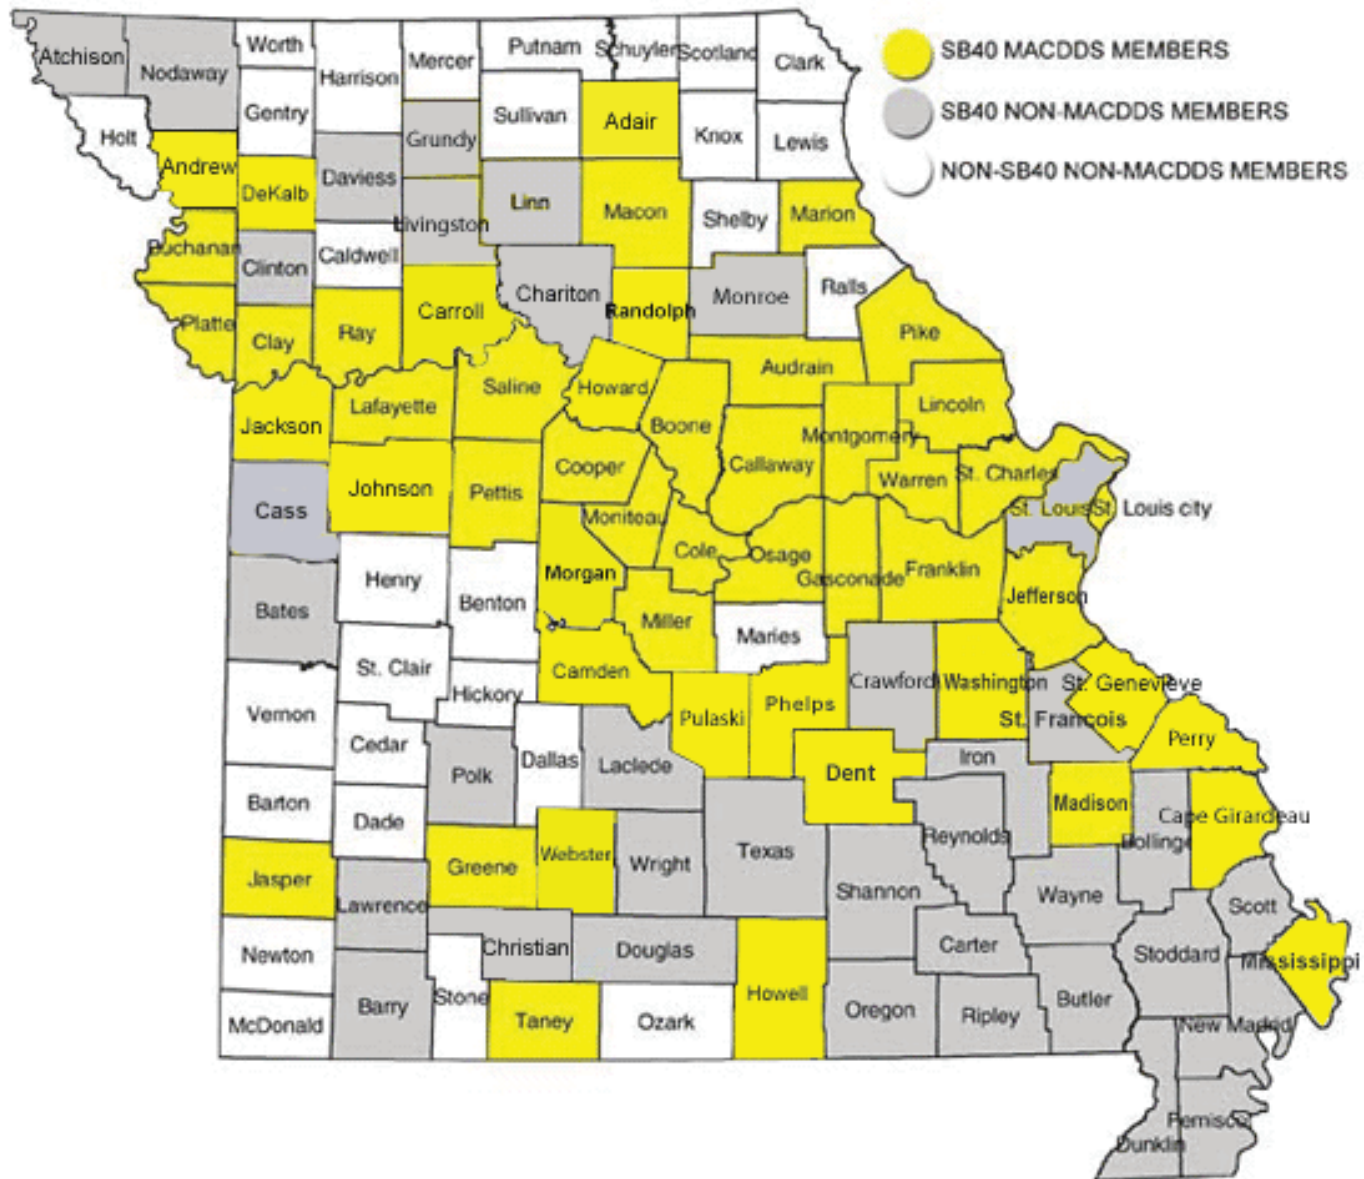 SB40 MACDDS MEMBERS
SB40 NON-MACDDS MEMBERS
NON-SB40 NON-MACDDS MEMBERS
Atchison
Nodaway
Worth
Harrison
Mercer
Putnam
Schuyler
Scotland
Clark
Holt
Gentry
Grundy
Sullivan
Adair
Knox
Lewis
Andrew
DeKalb
Daviess
Livingston
Linn
Macon
Shelby
Marion
Buchanan
Clinton
Caldwell
Carroll
Chariton
Randolph
Monroe
Ralls
Platte
Clay
Ray
Saline
Howard
Audrain
Pike
Jackson
Lafayette
Boone
Callaway
Montgomery
Lincoln
Cass
Johnson
Pettis
Cooper
Moniteau
Warren
St. Charles
St. Louis
St. Louis city
Bates
Henry
Benton
Morgan
Cole
Osage
Gasconade
Franklin
Jefferson
Vernon
St. Clair
Hickory
Camden
Miller
Maries
Pulaski
Phelps
Crawford
Washington
St. Genevieve
St. Francois
Perry
Barton
Cedar
Polk
Dallas
Laclede
Dent
Iron
Madison
Cape Girardeau
Bollinger
Jasper
Dade
Greene
Webster
Wright
Texas
Shannon
Reynolds
Wayne
Scott
Newton
Lawrence
Christian
Douglas
Howell
Carter
Stoddard
Mississippi
McDonald
Barry
Stone
Taney
Ozark
Oregon
Ripley
Butler
New Madrid
Dunklin
Pemiscot